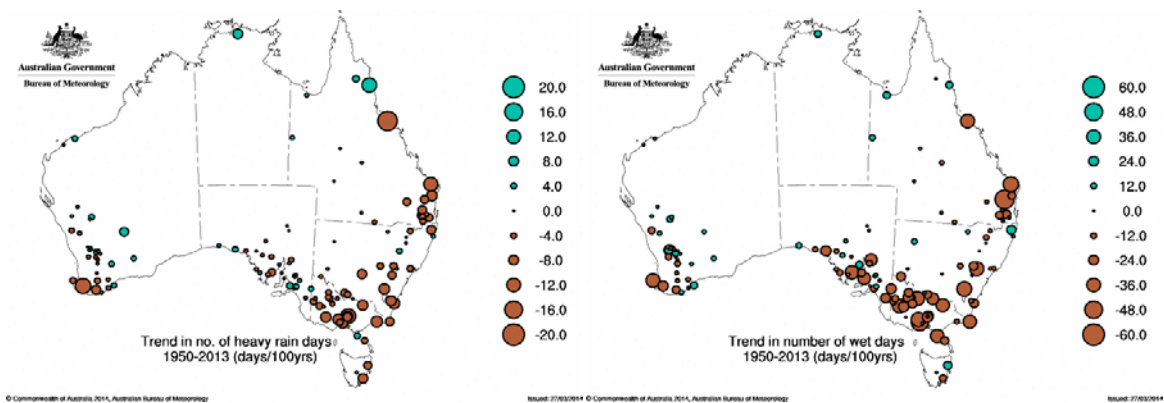 Australian Government
Bureau of Meteorology
20.0
16.0
12.0
8.0
4.0
0.0
-4.0
-8.0
-12.0
-16.0
-20.0
Trend in no. of heavy rain days
1950-2013 (days/100yrs)
© Commonwealth of Australia 2014, Australian Bureau of Meteorology
Issued: 27/03/2014
Australian Government
Bureau of Meteorology
60.0
48.0
36.0
24.0
12.0
0.0
-12.0
-24.0
-36.0
-48.0
-60.0
Trend in number of wet days
1950-2013 (days/100yrs)
© Commonwealth of Australia 2014, Australian Bureau of Meteorology
Issued: 27/03/2014